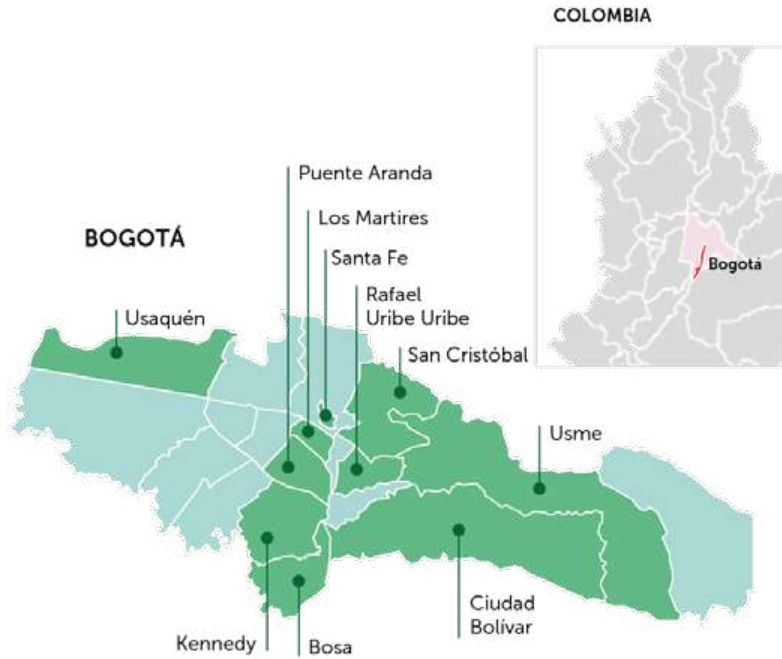 COLOMBIA
Bogotá
BOGOTÁ
Puente Aranda
Los Martires
Santa Fe
Rafael
Uribe Uribe
Usaquén
San Cristóbal
Usme
Ciudad
Bolívar
Kennedy
Bosa